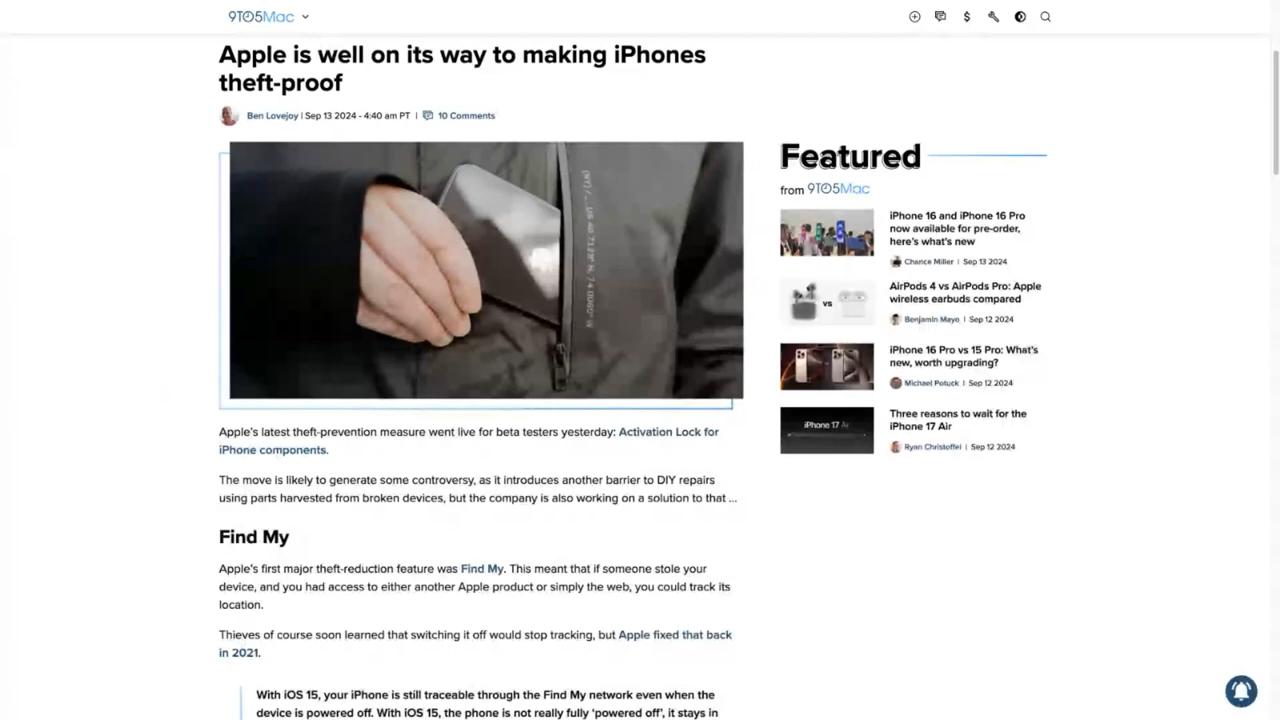 9TO5Mac
Apple is well on its way to making iPhones
theft-proof
Ben Lovejoy | Sep 13 2024 - 4:40 am PT | 10 Comments
Apple's latest theft-prevention measure went live for beta testers yesterday: Activation Lock for
iPhone components.
The move is likely to generate some controversy, as it introduces another barrier to DIY repairs
using parts harvested from broken devices, but the company is also working on a solution to that ...
Find My
Apple's first major theft-reduction feature was Find My. This meant that if someone stole your
device, and you had access to either another Apple product or simply the web, you could track its
location.
Thieves of course soon learned that switching it off would stop tracking, but Apple fixed that back
in 2021.
With iOS 15, your iPhone is still traceable through the Find My network even when the
device is powered off. With iOS 15, the phone is not really fully ‘powered off’, it stays in
Featured
from 9TO5Mac
iPhone 16 and iPhone 16 Pro
now available for pre-order,
here's what's new
Chance Miller | Sep 13 2024
vs
AirPods 4 vs AirPods Pro: Apple
wireless earbuds compared
Benjamin Mayo | Sep 12 2024
iPhone 16 Pro vs 15 Pro: What's
new, worth upgrading?
Michael Potuck | Sep 12 2024
iPhone 17 Air
Three reasons to wait for the
iPhone 17 Air
Ryan Christoffel | Sep 12 2024